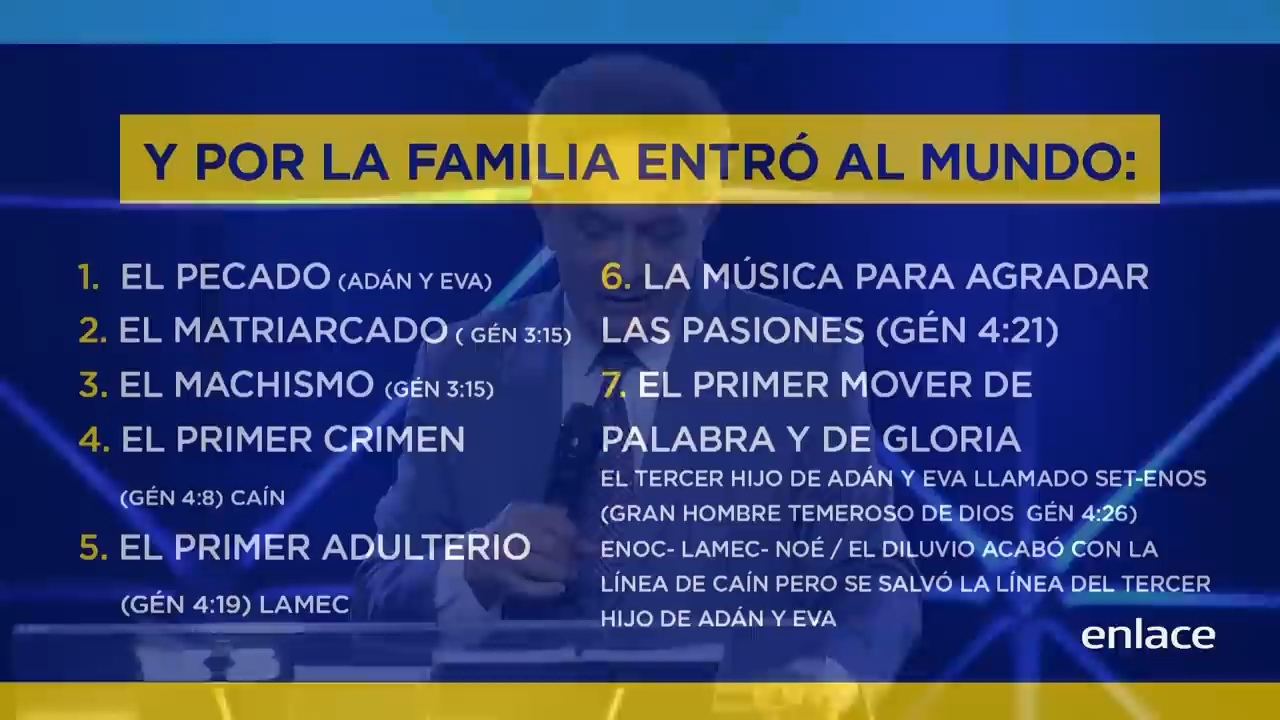 Y POR LA FAMILIA ENTRÓ AL MUNDO:
1. EL PECADO (ADÁN Y EVA)
2. EL MATRIARCADO ( GÉN 3:15)
3. EL MACHISMO (GÉN 3:15)
4. EL PRIMER CRIMEN
(GÉN 4:8) CAÍN
5. EL PRIMER ADULTERIO
(GÉN 4:19) LAMEC
6. LA MÚSICA PARA AGRADAR
LAS PASIONES (GÉN 4:21)
7. EL PRIMER MOVER DE
PALABRA Y DE GLORIA
EL TERCER HIJO DE ADÁN Y EVA LLAMADO SET-ENOS
(GRAN HOMBRE TEMEROSO DE DIOS GÉN 4:26)
ENOC- LAMEC- NOÉ / EL DILUVIO ACABÓ CON LA
LÍNEA DE CAÍN PERO SE SALVÓ LA LÍNEA DEL TERCER
HIJO DE ADÁN Y EVA
enlace